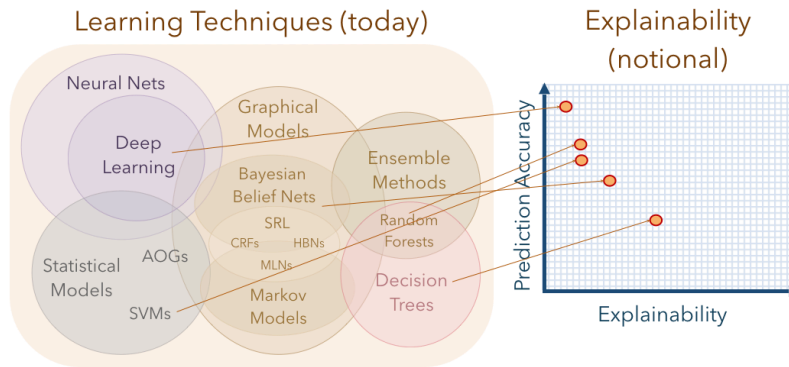 Learning Techniques (today)
Explainability
(notional)
Neural Nets
Deep
Learning
Graphical
Models
Bayesian
Belief Nets
SRL
CRFs
HBNs
MLNs
Markov
Models
Ensemble
Methods
Random
Forests
Decision
Trees
Statistical
Models
AOGs
SVMs
Prediction Accuracy
Explainability